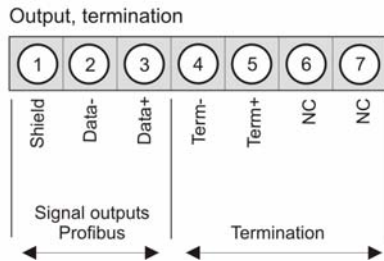 Output, termination
1 2 3 4 5 6 7
Shield Data- Data+ Term- Term+ NC NC
Signal outputs Termination
Profibus